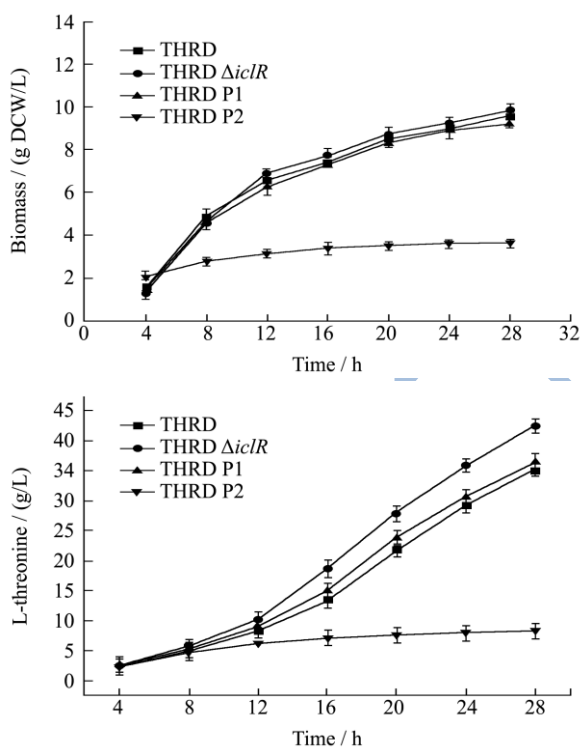 14
12
10
8
6
4
2
0
Biomass / (g DCW/L)
THRD
THRD ΔiclR
THRD P1
THRD P2
0 4 8 12 16 20 24 28 32
Time / h
45
40
34
30
25
20
15
10
5
0
L-threonine / (g/L)
THRD
THRD ΔiclR
THRD P1
THRD P2
4 8 12 16 20 24 28
Time / h